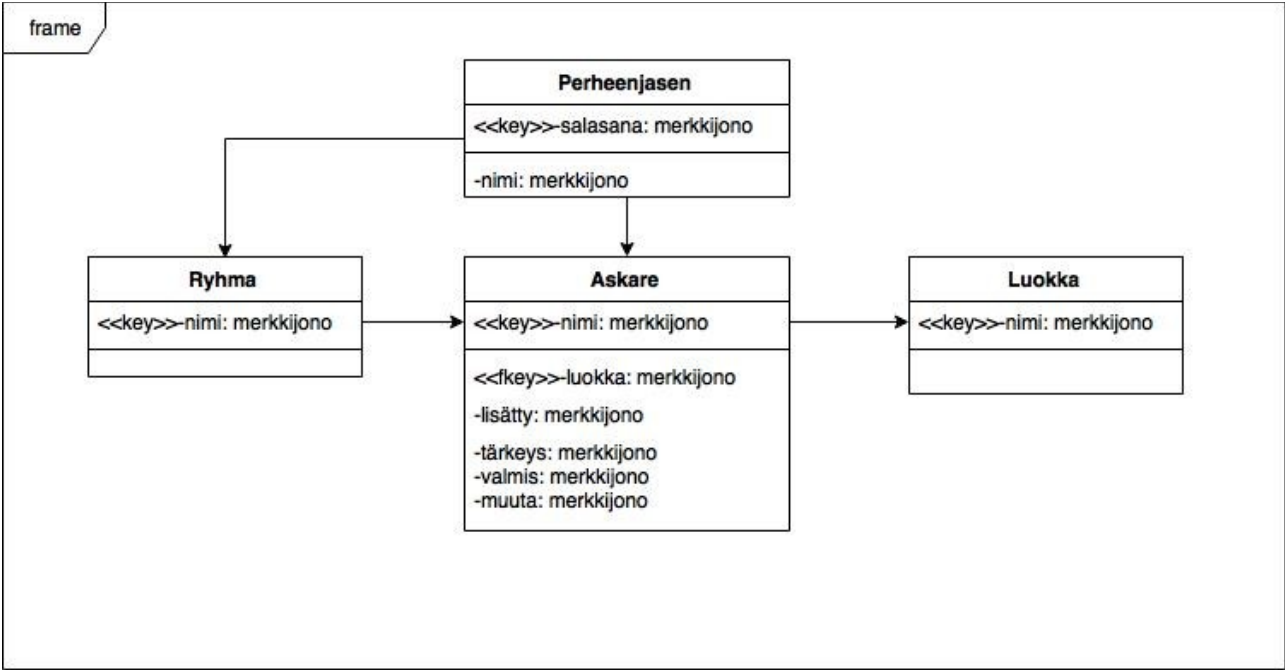 frame
Perheenjasen
<<key>>-salasana: merkkijono
-nimi: merkkijono
Ryhma
<<key>>-nimi: merkkijono
Askare
<<key>>-nimi: merkkijono
<<fkey>>-luokka: merkkijono
-lisätty: merkkijono
-tärkeys: merkkijono
-valmis: merkkijono
-muuta: merkkijono
Luokka
<<key>>-nimi: merkkijono